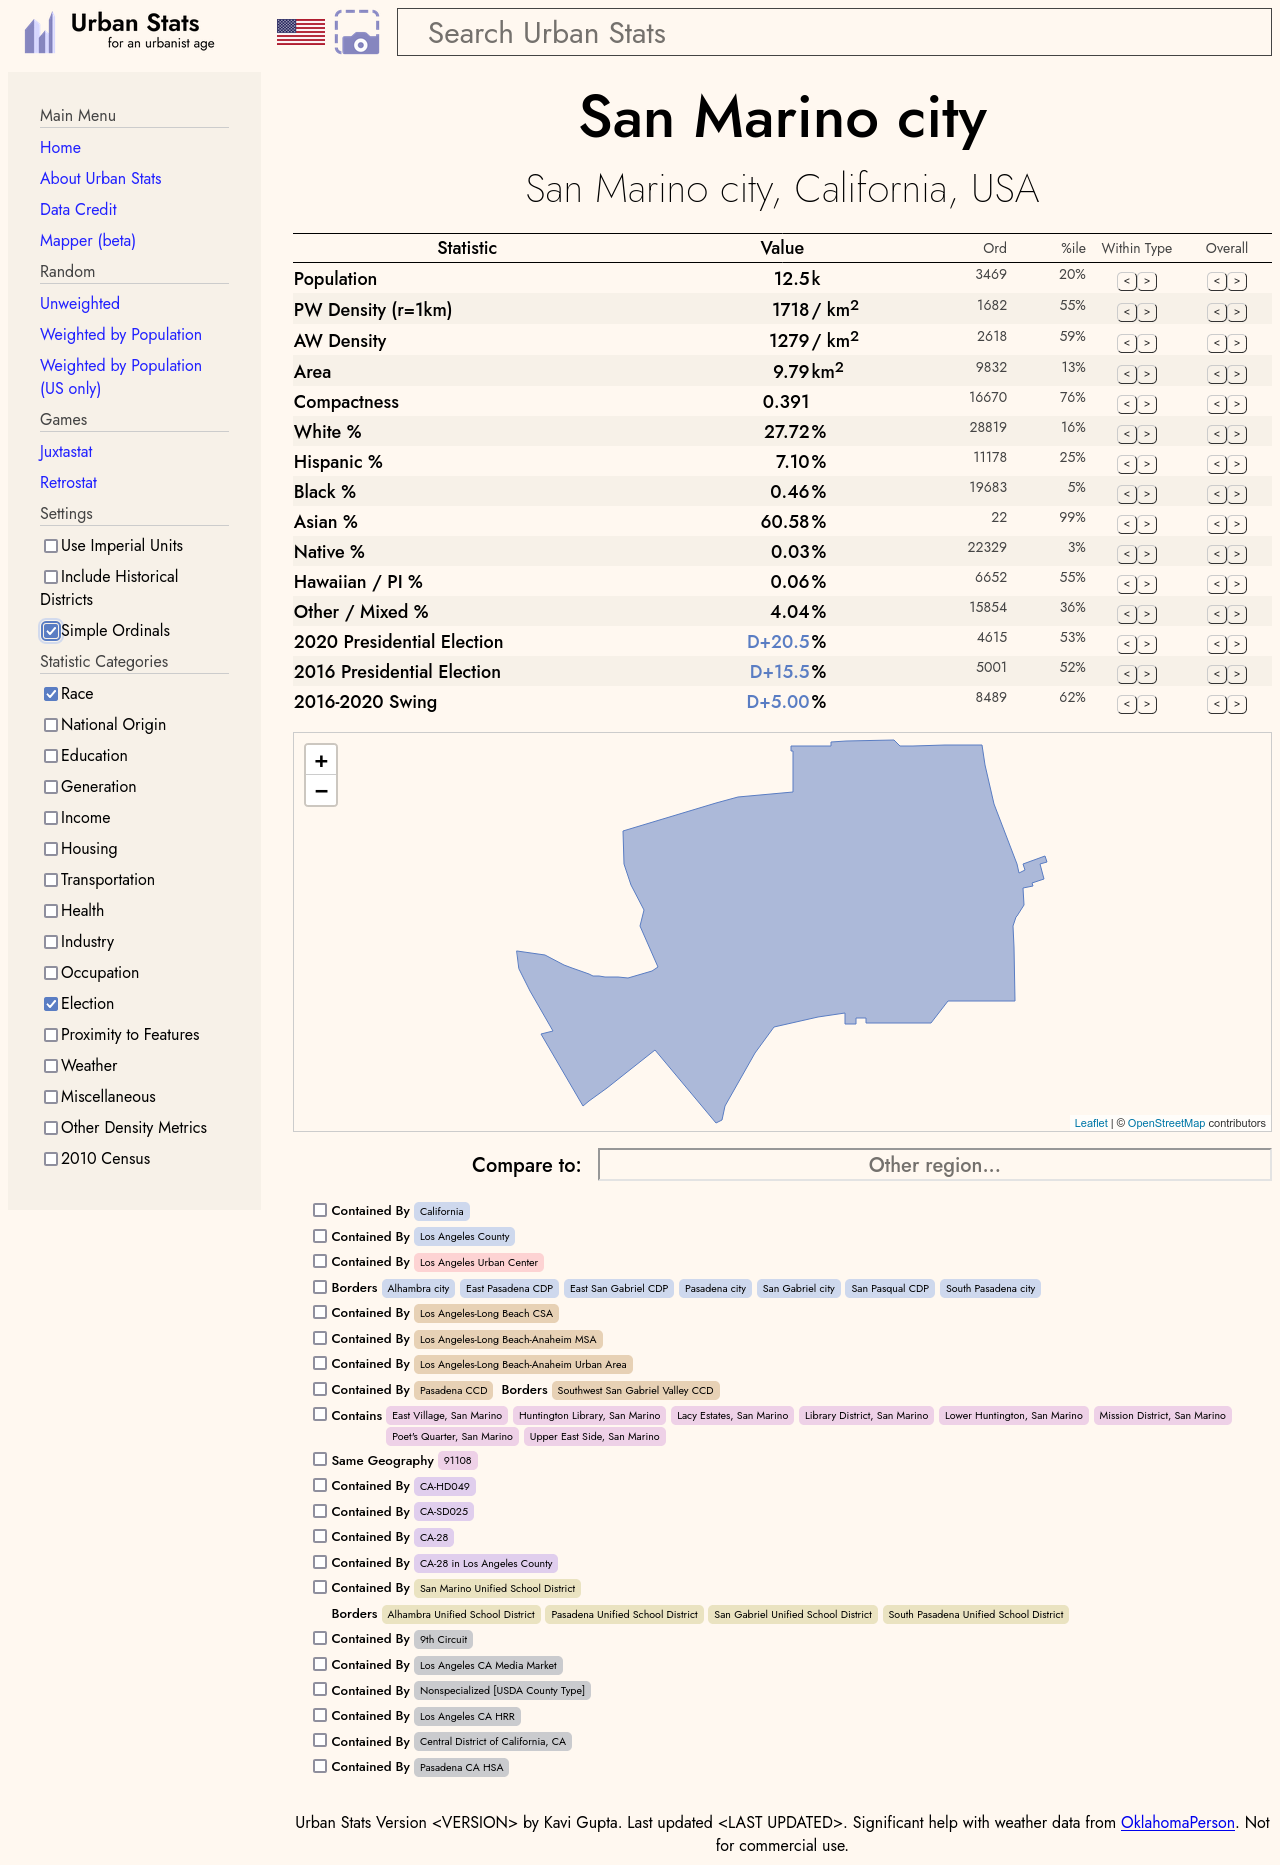 Urban Stats
for an urbanist age
Search Urban Stats
Main Menu
Home
About Urban Stats
Data Credit
Mapper (beta)
Random
Unweighted
Weighted by Population
Weighted by Population
(US only)
Games
Juxtastat
Retrostat
Settings
Use Imperial Units
Include Historical
Districts
Simple Ordinals
Statistic Categories
Race
National Origin
Education
Generation
Income
Housing
Transportation
Health
Industry
Occupation
Election
Proximity to Features
Weather
Miscellaneous
Other Density Metrics
2010 Census
San Marino city
San Marino city, California, USA
Statistic Value Ord %ile Within Type Overall
Population 12.5 k 3469 20% < > < >
PW Density (r=1km) 1718 / km² 1682 55% < > < >
AW Density 1279 / km² 2618 59% < > < >
Area 9.79 km² 9832 13% < > < >
Compactness 0.391 16670 76% < > < >
White % 27.72 % 28819 16% < > < >
Hispanic % 7.10 % 11178 25% < > < >
Black % 0.46 % 19683 5% < > < >
Asian % 60.58 % 22 99% < > < >
Native % 0.03 % 22329 3% < > < >
Hawaiian / PI % 0.06 % 6652 55% < > < >
Other / Mixed % 4.04 % 15854 36% < > < >
2020 Presidential Election D+20.5 % 4615 53% < > < >
2016 Presidential Election D+15.5 % 5001 52% < > < >
2016-2020 Swing D+5.00 % 8489 62% < > < >
+
−
Leaflet | © OpenStreetMap contributors
Compare to: Other region...
Contained By California
Contained By Los Angeles County
Contained By Los Angeles Urban Center
Borders Alhambra city East Pasadena CDP East San Gabriel CDP Pasadena city San Gabriel city San Pasqual CDP South Pasadena city
Contained By Los Angeles-Long Beach CSA
Contained By Los Angeles-Long Beach-Anaheim MSA
Contained By Los Angeles-Long Beach-Anaheim Urban Area
Contained By Pasadena CCD Borders Southwest San Gabriel Valley CCD
Contains East Village, San Marino Huntington Library, San Marino Lacy Estates, San Marino Library District, San Marino Lower Huntington, San Marino Mission District, San Marino
Poet's Quarter, San Marino Upper East Side, San Marino
Same Geography 91108
Contained By CA-HD049
Contained By CA-SD025
Contained By CA-28
Contained By CA-28 in Los Angeles County
Contained By San Marino Unified School District
Borders Alhambra Unified School District Pasadena Unified School District San Gabriel Unified School District South Pasadena Unified School District
Contained By 9th Circuit
Contained By Los Angeles CA Media Market
Contained By Nonspecialized [USDA County Type]
Contained By Los Angeles CA HRR
Contained By Central District of California, CA
Contained By Pasadena CA HSA
Urban Stats Version <VERSION> by Kavi Gupta. Last updated <LAST UPDATED>. Significant help with weather data from OklahomaPerson. Not
for commercial use.